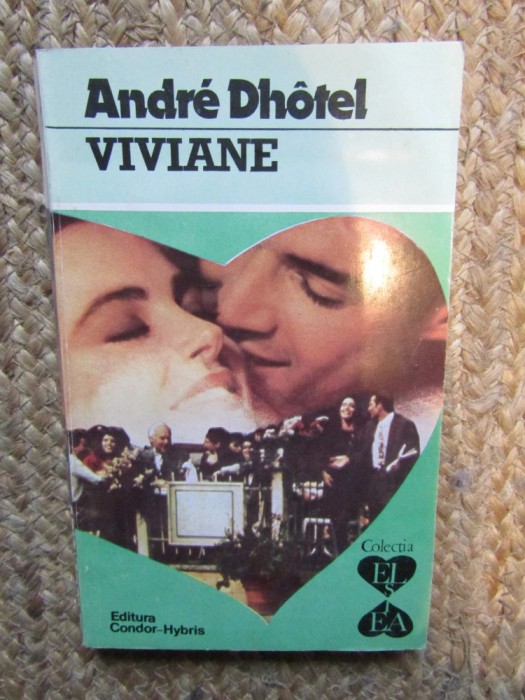 André Dhôtel
VIVIANE
Colecția
EL
ȘI
EA
Editura
Condor-Hybris